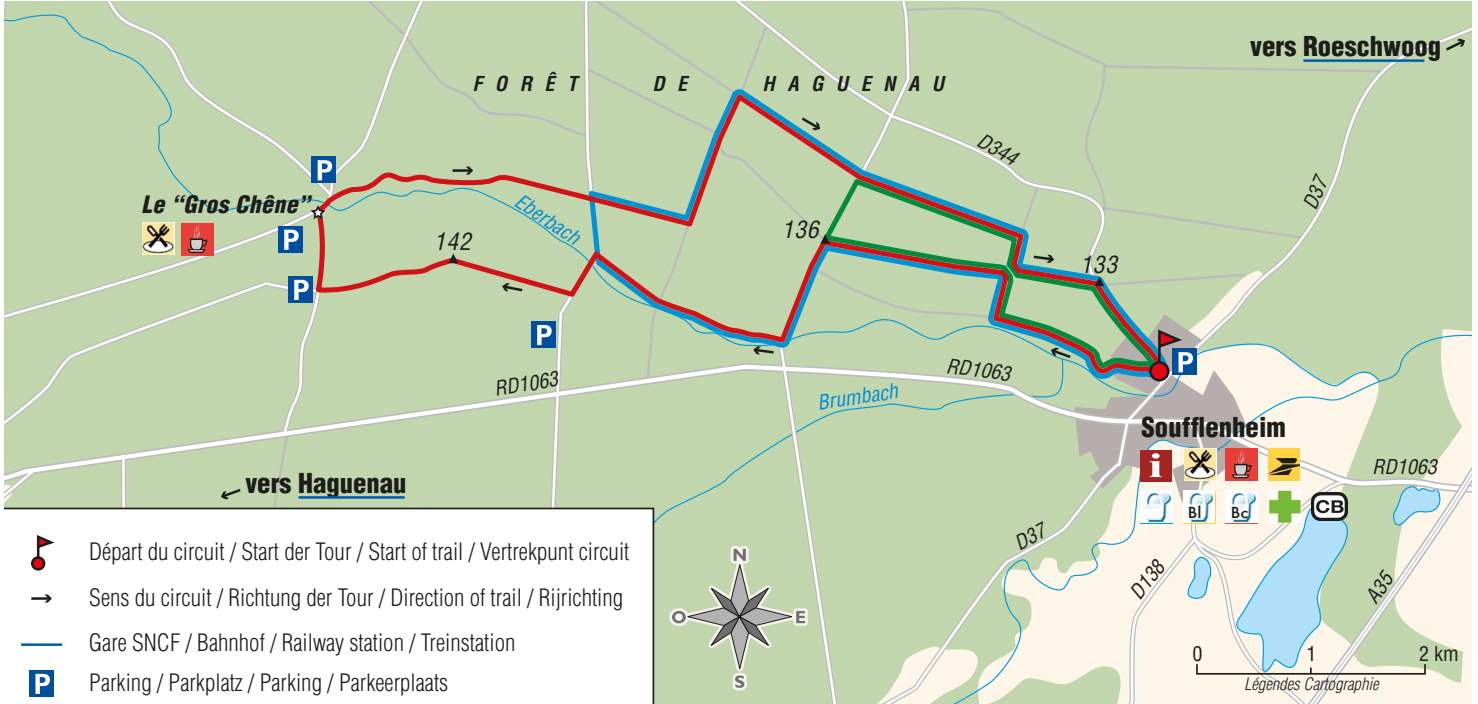 vers Roeschwoog →
FORÊT DE HAGUENAU
D344
D37
P
Le “Gros Chêne”
P
Eberbach
136
142
133
P
P
P
RD1063
RD1063
Brumbach
Soufflenheim
i
RD1063
← vers Haguenau
Bl
Bc
CB
D37
D138
A35
Départ du circuit / Start der Tour / Start of trail / Vertrekpunt circuit
→ Sens du circuit / Richtung der Tour / Direction of trail / Rijrichting
Gare SNCF / Bahnhof / Railway station / Treinstation
P Parking / Parkplatz / Parking / Parkeerplaats
N
O
E
S
0 1 2 km
Légendes Cartographie